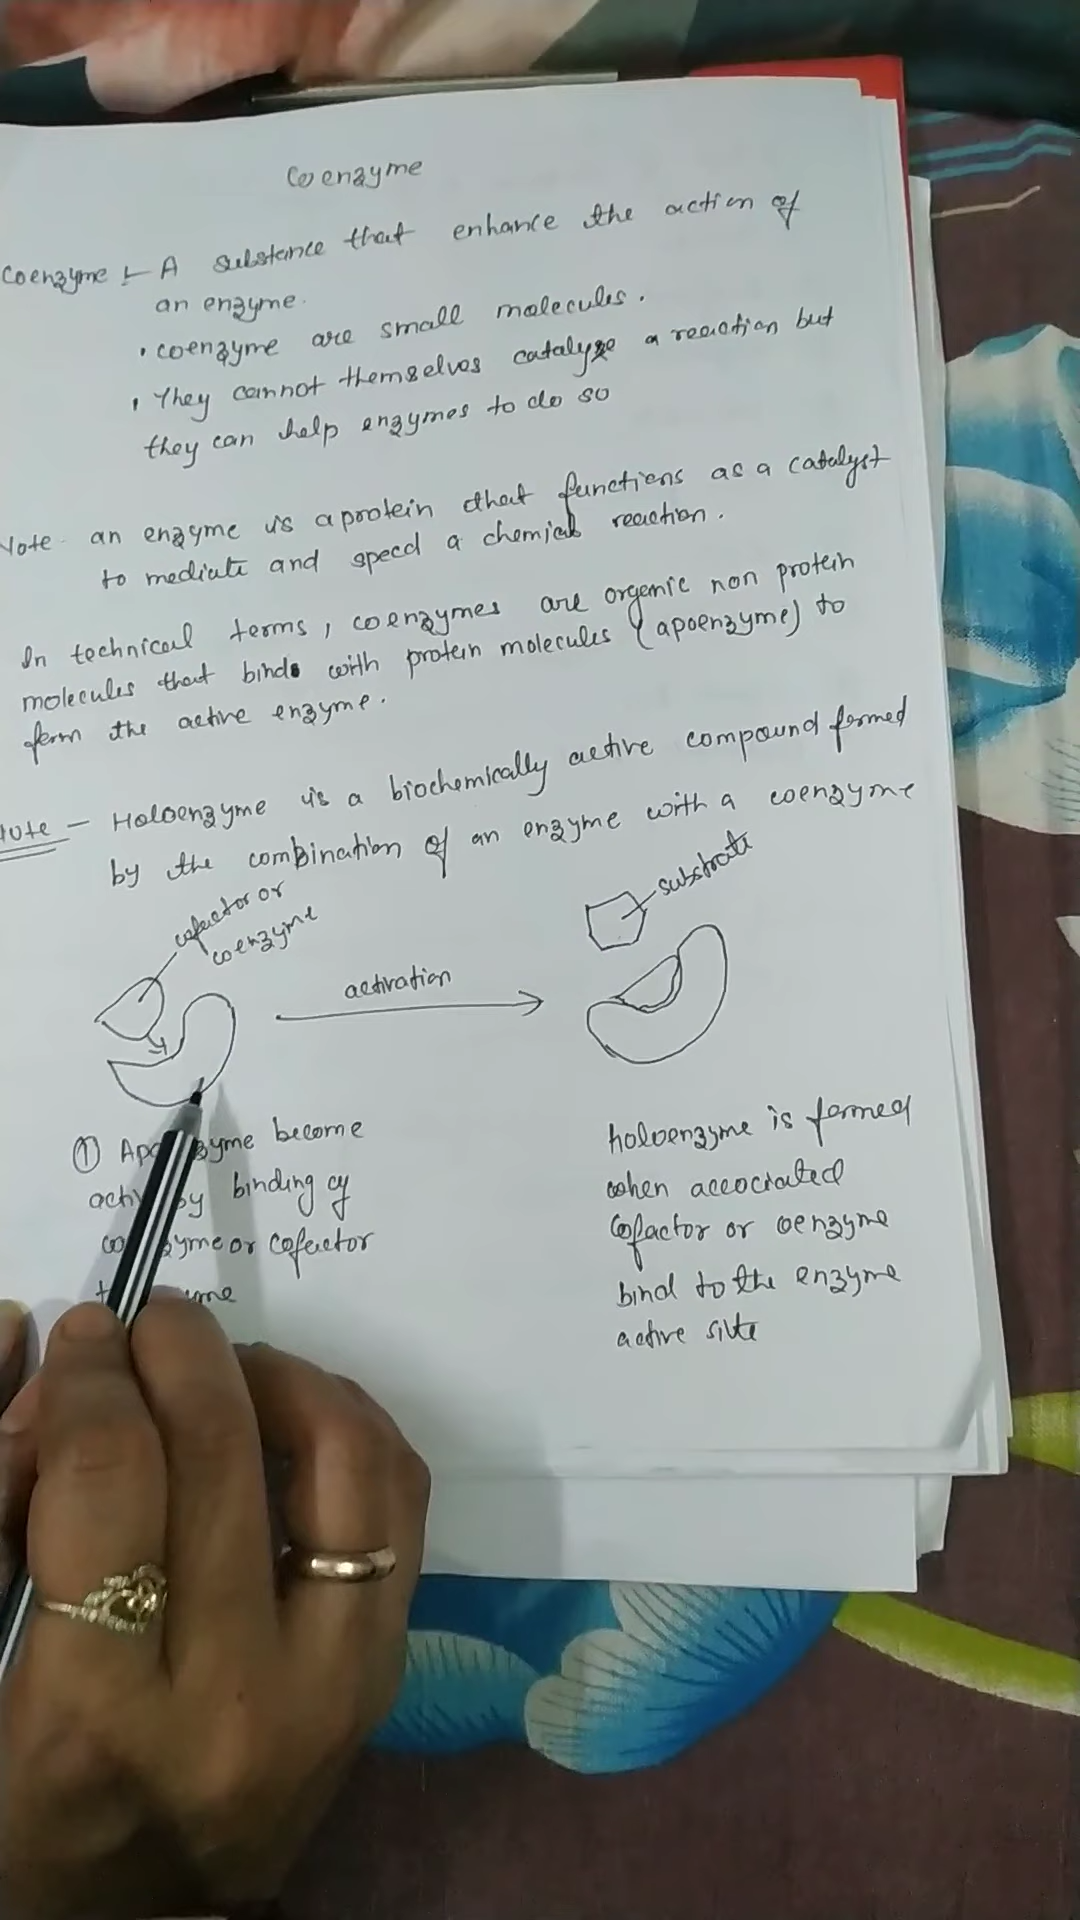 Coenzyme
Coenzyme :- A substance that enhance the action of
an enzyme.
• coenzyme are small molecules.
• They cannot themselves catalyze a reaction but
they can help enzymes to do so
Note - an enzyme is a protein that functions as a catalyst
to mediate and speed a chemical reaction.
In technical terms, coenzymes are organic non protein
molecules that binds with protein molecules (apoenzyme) to
form the active enzyme.
Note - Holoenzyme is a biochemically active compound formed
by the combination of an enzyme with a coenzyme
cofactor or
coenzyme
activation
substrate
① become
by binding of
or cofactor
holoenzyme is formed
when accociated
cofactor or oenzyme
bind to the enzyme
active site